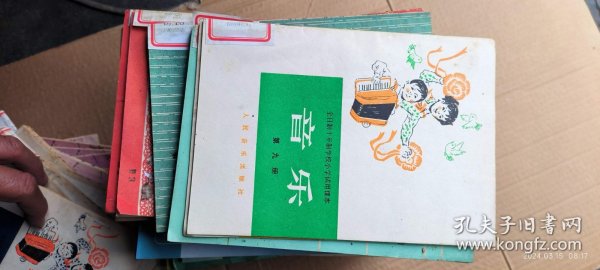 全日制十年制学校小学试用课本
音乐
第九册
人民音乐出版社
孔夫子旧书网
www.kongfz.com
2024.03.15 08:17